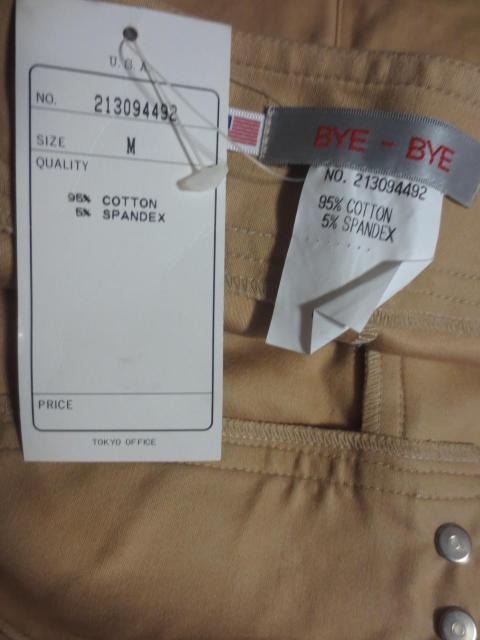 U.S.A.
NO. 213094492
SIZE M
QUALITY
95% COTTON
5% SPANDEX
PRICE
TOKYO OFFICE
BYE - BYE
NO. 213094492
95% COTTON
5% SPANDEX